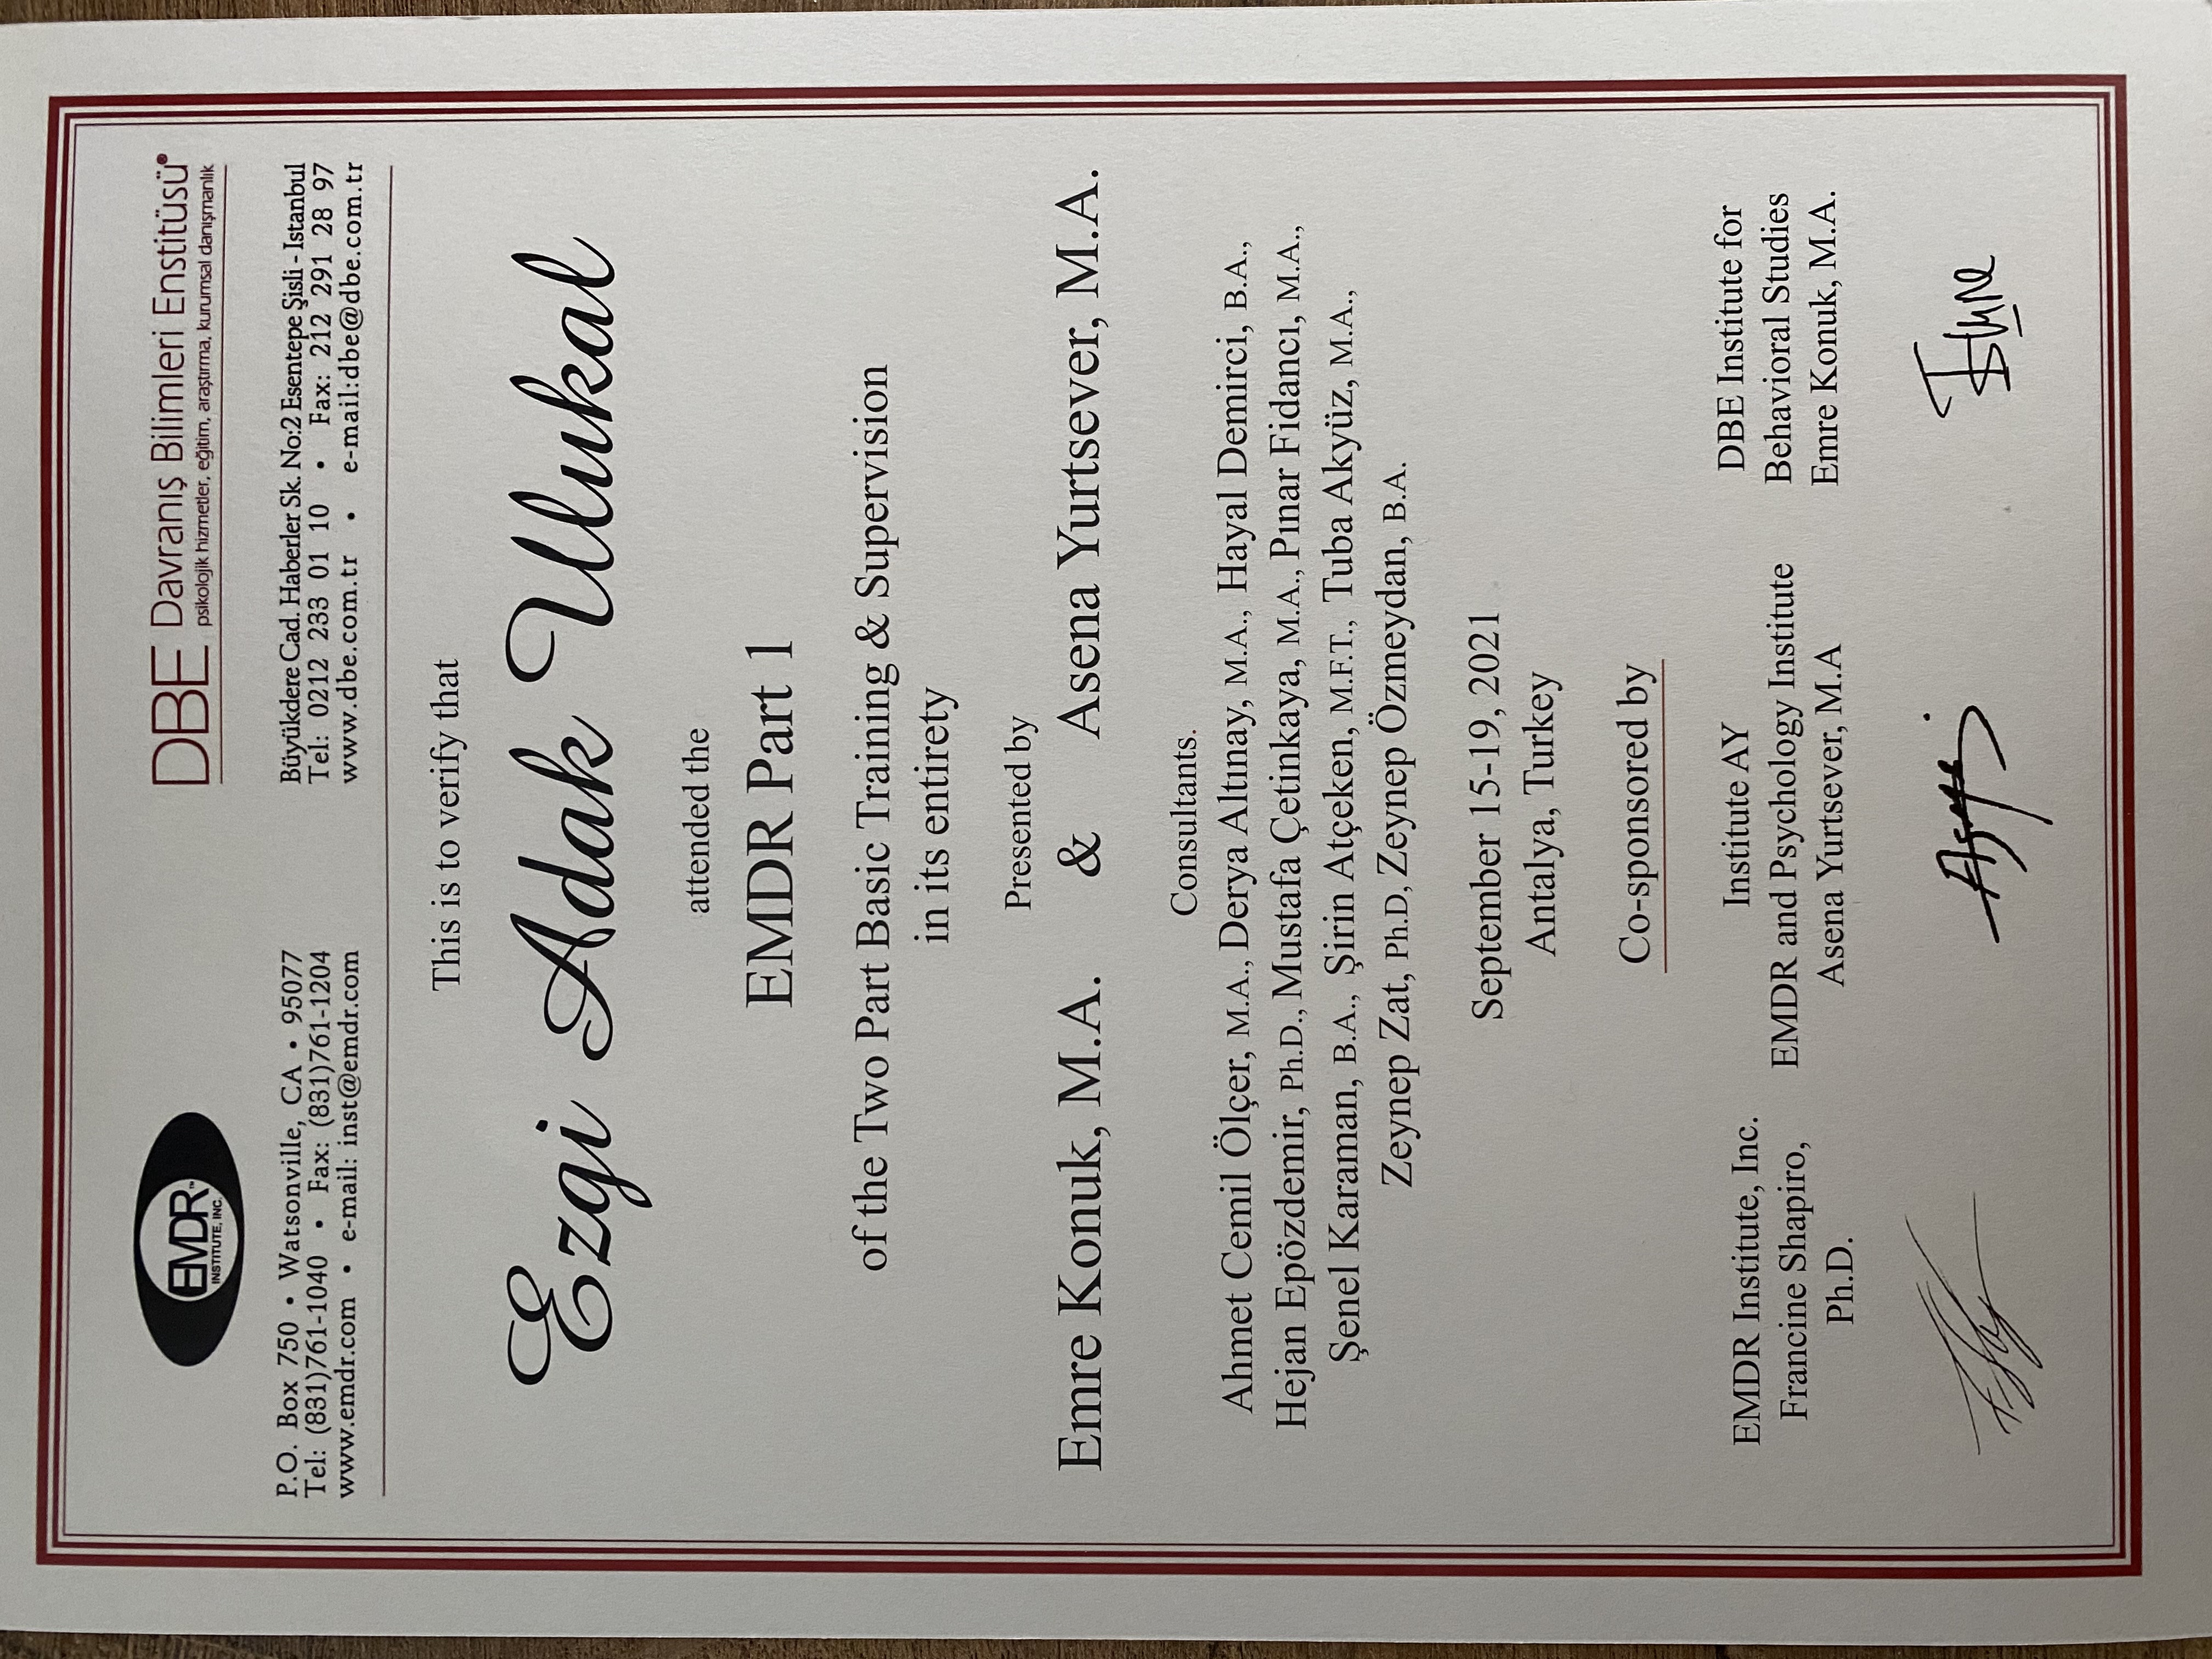 EMDR™
INSTITUTE, INC.
P.O. Box 750 • Watsonville, CA • 95077
Tel: (831)761-1040 • Fax: (831)761-1204
www.emdr.com • e-mail: inst@emdr.com
DBE Davranış Bilimleri Enstitüsü®
psikolojik hizmetler, eğitim, araştırma, kurumsal danışmanlık
Büyükdere Cad. Haberler Sk. No:2 Esentepe Şişli - Istanbul
Tel: 0212 233 01 10 • Fax: 212 291 28 97
www.dbe.com.tr • e-mail:dbe@dbe.com.tr
This is to verify that
Ezgi Adak Ulukal
attended the
EMDR Part 1
of the Two Part Basic Training & Supervision
in its entirety
Presented by
Emre Konuk, M.A. & Asena Yurtsever, M.A.
Consultants.
Ahmet Cemil Ölçer, M.A., Derya Altınay, M.A., Hayal Demirci, B.A.,
Hejan Epözdemir, Ph.D., Mustafa Çetinkaya, M.A., Pınar Fidancı, M.A.,
Şenel Karaman, B.A., Şirin Atçeken, M.F.T., Tuba Akyüz, M.A.,
Zeynep Zat, Ph.D, Zeynep Özmeydan, B.A.
September 15-19, 2021
Antalya, Turkey
Co-sponsored by
EMDR Institute, Inc.
Francine Shapiro,
Ph.D.
Institute AY
EMDR and Psychology Institute
Asena Yurtsever, M.A
DBE Institute for
Behavioral Studies
Emre Konuk, M.A.